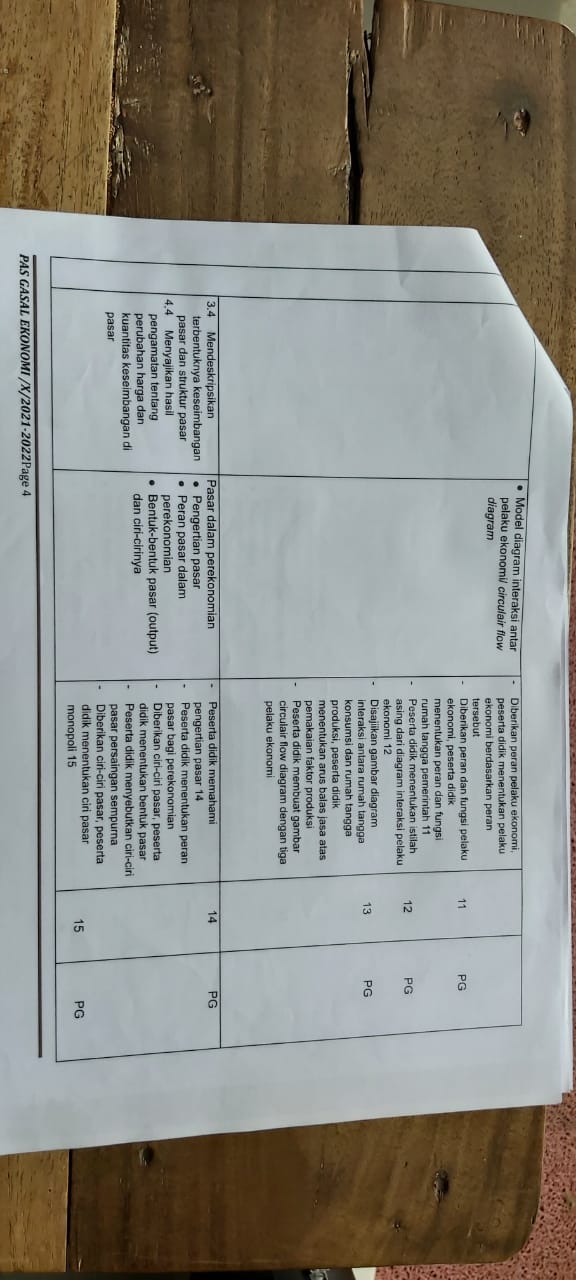 • Model diagram interaksi antar
pelaku ekonomi/ circulair flow
diagram
- Diberikan peran pelaku ekonomi,
peserta didik menentukan pelaku
ekonomi berdasarkan peran
tersebut
- Diberikan peran dan fungsi pelaku
ekonomi, peserta didik
menentukan peran dan fungsi
rumah tangga pemerintah 11
- Peserta didik menentukan istilah
asing dari diagram interaksi pelaku
ekonomi 12
- Disajikan gambar diagram
interaksi antara rumah tangga
konsumsi dan rumah tangga
produksi, peserta didik
menentukan arus balas jasa atas
pemakaian faktor produksi
- Peserta didik membuat gambar
circulair flow diagram dengan tiga
pelaku ekonomi
11
12
13
PG
PG
PG
3.4 Mendeskripsikan
terbentuknya keseimbangan
pasar dan struktur pasar
4.4 Menyajikan hasil
pengamatan tentang
perubahan harga dan
kuantitas keseimbangan di
pasar
Pasar dalam perekonomian
• Pengertian pasar
• Peran pasar dalam
perekonomian
• Bentuk-bentuk pasar (output)
dan ciri-cirinya
- Peserta didik memahami
pengertian pasar 14
- Peserta didik menentukan peran
pasar bagi perekonomian
- Diberikan ciri-ciri pasar, peserta
didik menentukan bentuk pasar
- Peserta didik menyebutkan ciri-ciri
pasar persaingan sempurna
- Diberikan ciri-ciri pasar, peserta
didik menentukan ciri pasar
monopoli 15
14
15
PG
PG
PAS GASAL EKONOMI /X/2021-2022Page 4